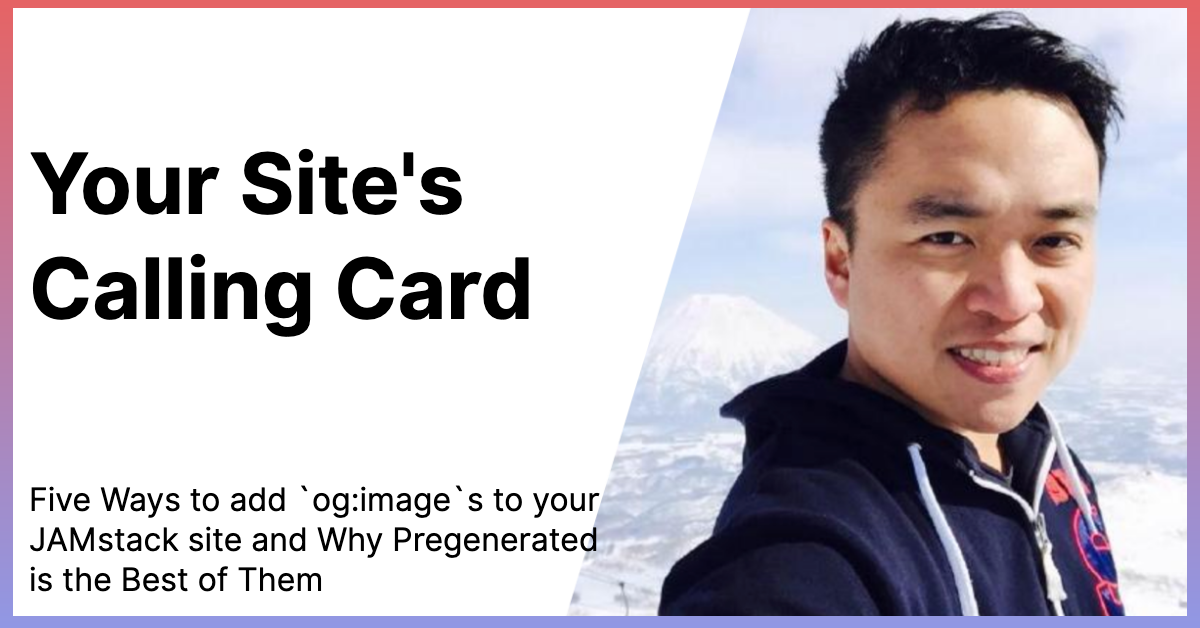 Your Site's
Calling Card
Five Ways to add `og:image`s to your
JAMstack site and Why Pregenerated
is the Best of Them